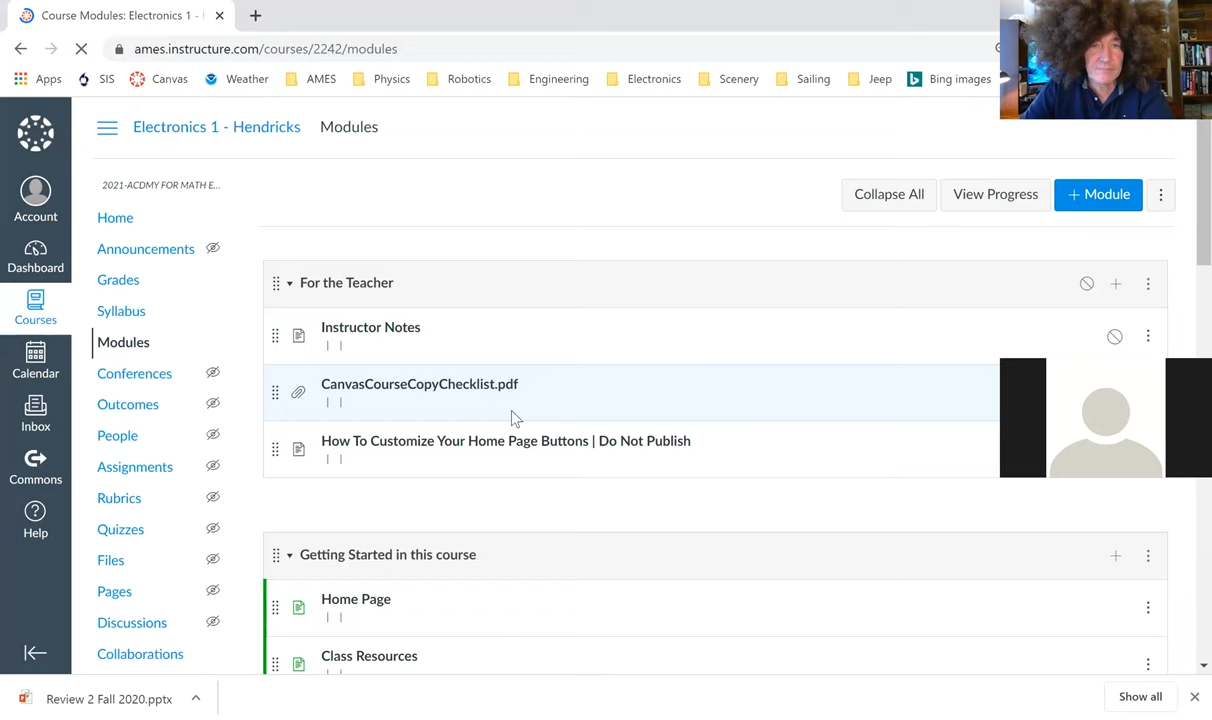 Course Modules: Electronics 1 -
ames.instructure.com/courses/2242/modules
Apps SIS Canvas Weather AMES Physics Robotics Engineering Electronics Scenery Sailing Jeep Bing images
Electronics 1 - Hendricks Modules
2021-ACDMY FOR MATH E...
Collapse All View Progress + Module
Account
Dashboard
Courses
Calendar
Inbox
Commons
Help
Home
Announcements
Grades
Syllabus
Modules
Conferences
Outcomes
People
Assignments
Rubrics
Quizzes
Files
Pages
Discussions
Collaborations
For the Teacher
Instructor Notes
| |
CanvasCourseCopyChecklist.pdf
| |
How To Customize Your Home Page Buttons | Do Not Publish
| |
Getting Started in this course
Home Page
| |
Class Resources
Review 2 Fall 2020.pptx
Show all